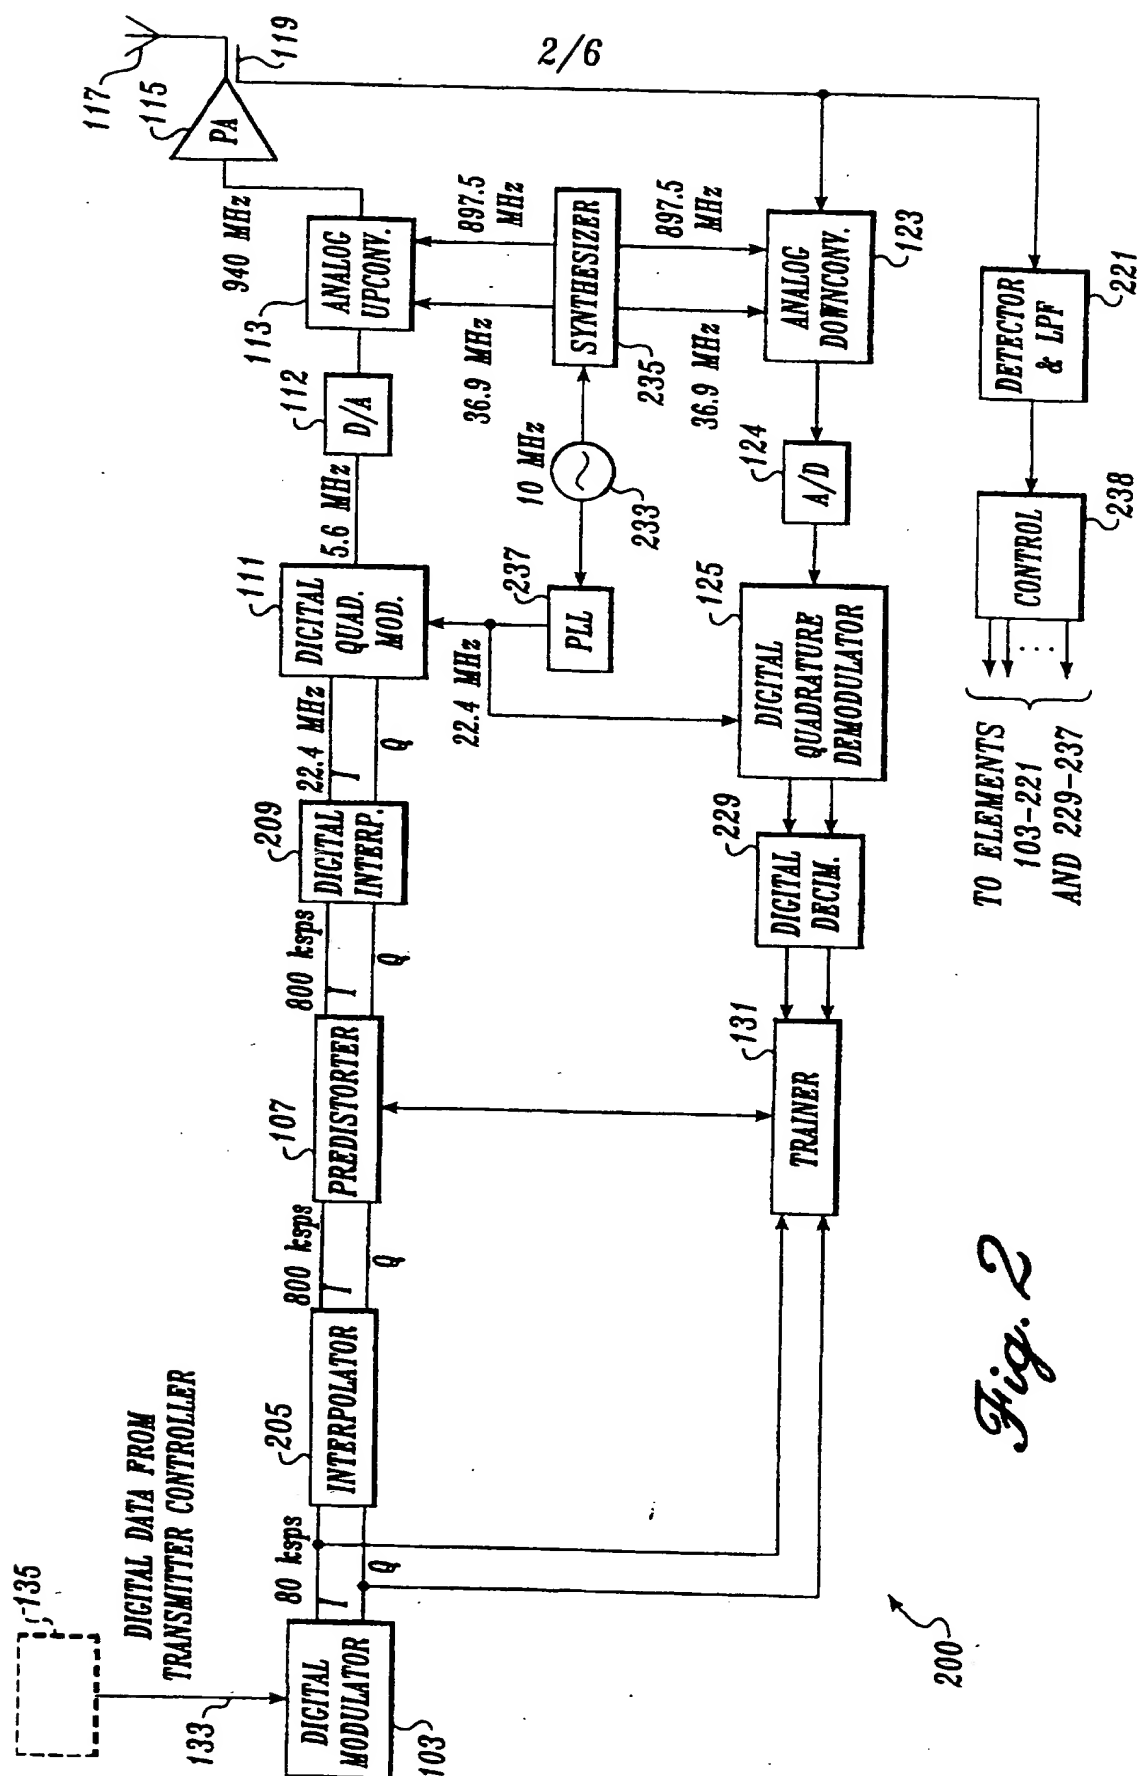 2/6
135
DIGITAL DATA FROM
TRANSMITTER CONTROLLER
133
DIGITAL
MODULATOR
103
80 ksps
I
Q
205
INTERPOLATOR
800 ksps
I
Q
107
PREDISTORTER
800 ksps
I
Q
209
DIGITAL
INTERP.
22.4 MHz
I
Q
111
DIGITAL
QUAD.
MOD.
5.6 MHz
112
D/A
113
ANALOG
UPCONV.
940 MHz
115
PA
117
119
22.4 MHz
237
PLL
10 MHz
233
36.9 MHz
897.5
MHz
SYNTHESIZER
235
36.9 MHz
897.5
MHz
131
TRAINER
229
DIGITAL
DECIM.
125
DIGITAL
QUADRATURE
DEMODULATOR
124
A/D
ANALOG
DOWNCONV.
123
TO ELEMENTS
103-221
AND 229-237
CONTROL
238
DETECTOR
& LPF
221
200
Fig. 2